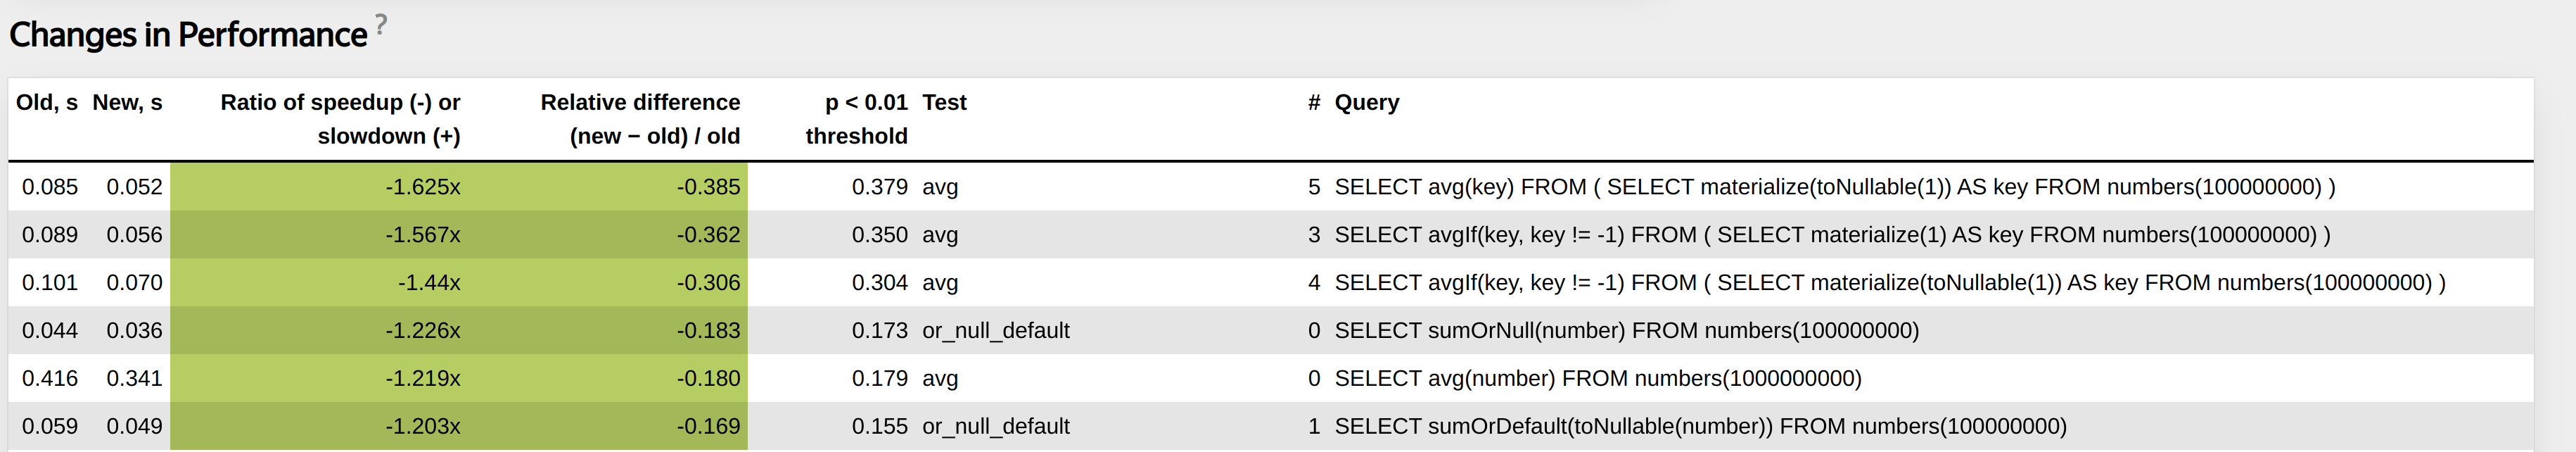 Changes in Performance ?
Old, s New, s Ratio of speedup (-) or Relative difference p < 0.01 Test # Query
slowdown (+) (new − old) / old threshold
0.085 0.052 -1.625x -0.385 0.379 avg 5 SELECT avg(key) FROM ( SELECT materialize(toNullable(1)) AS key FROM numbers(100000000) )
0.089 0.056 -1.567x -0.362 0.350 avg 3 SELECT avgIf(key, key != -1) FROM ( SELECT materialize(1) AS key FROM numbers(100000000) )
0.101 0.070 -1.44x -0.306 0.304 avg 4 SELECT avgIf(key, key != -1) FROM ( SELECT materialize(toNullable(1)) AS key FROM numbers(100000000) )
0.044 0.036 -1.226x -0.183 0.173 or_null_default 0 SELECT sumOrNull(number) FROM numbers(100000000)
0.416 0.341 -1.219x -0.180 0.179 avg 0 SELECT avg(number) FROM numbers(1000000000)
0.059 0.049 -1.203x -0.169 0.155 or_null_default 1 SELECT sumOrDefault(toNullable(number)) FROM numbers(100000000)